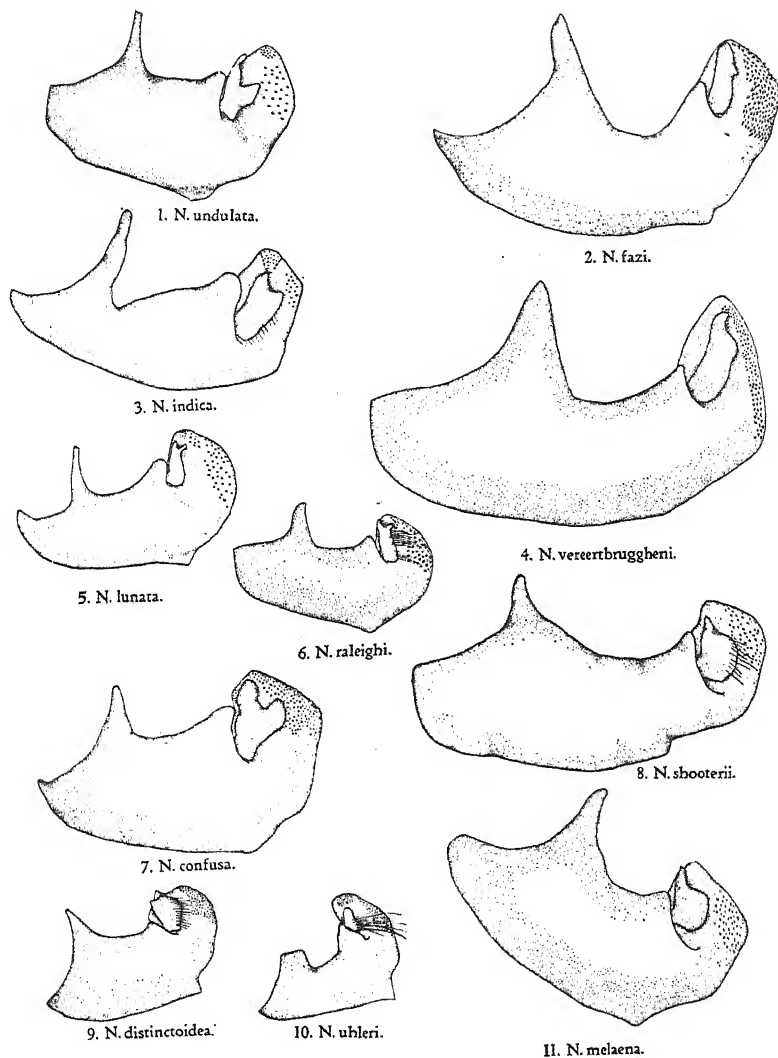 1. N. undulata.
2. N. fazi.
3. N. indica.
4. N. vereertbruggheni.
5. N. lunata.
6. N. raleighi.
7. N. confusa.
8. N. shooterii.
9. N. distinctoidea.
10. N. uhleri.
11. N. melaena.